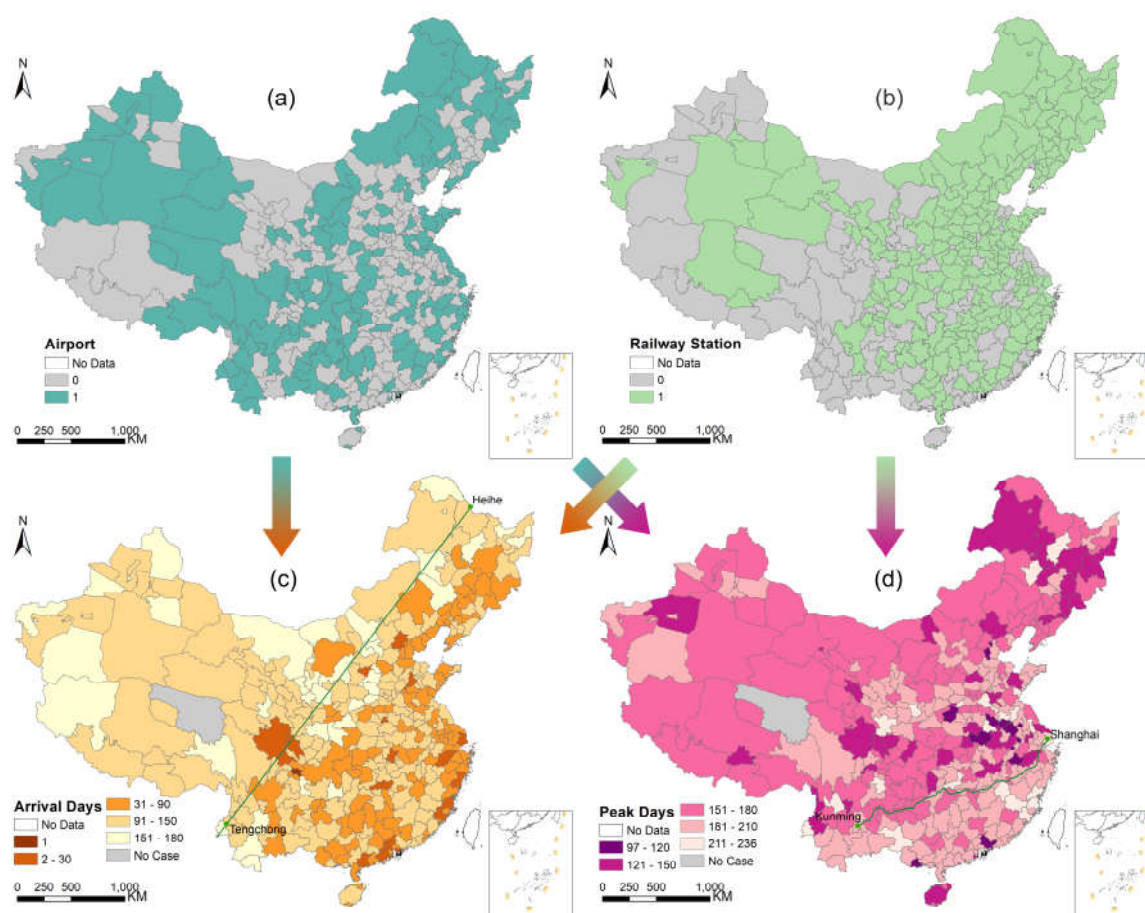 N
(a)
Airport
No Data
0
1
0 250 500 1,000
KM
N
(b)
Railway Station
No Data
0
1
0 250 500 1,000
KM
N
(c)
Heihe
Tengchong
Arrival Days
No Data
1
2 - 30
31 - 90
91 - 150
151 - 180
No Case
0 250 500 1,000
KM
N
(d)
Shanghai
Kunming
Peak Days
No Data
97 - 120
121 - 150
151 - 180
181 - 210
211 - 236
No Case
0 250 500 1,000
KM